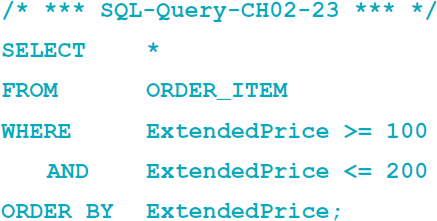 /* *** SQL-Query-CH02-23 *** */
SELECT *
FROM ORDER_ITEM
WHERE ExtendedPrice >= 100
AND ExtendedPrice <= 200
ORDER BY ExtendedPrice;